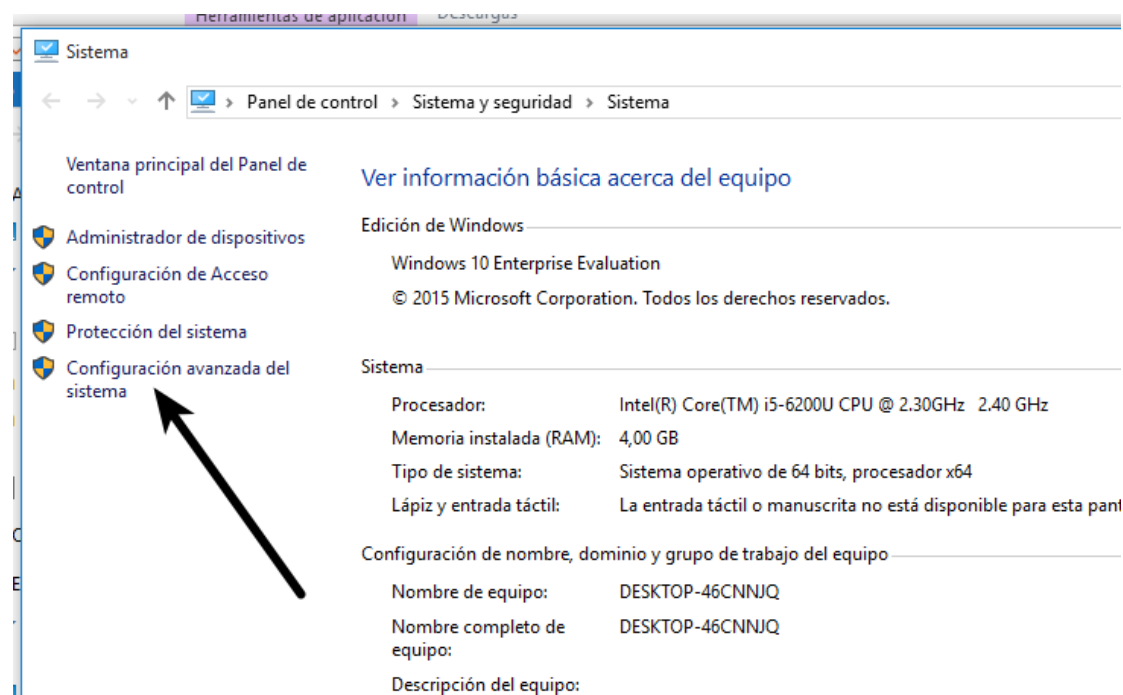 Herramientas de aplicación Descargas
Sistema
Panel de control > Sistema y seguridad > Sistema
Ventana principal del Panel de
control
Administrador de dispositivos
Configuración de Acceso
remoto
Protección del sistema
Configuración avanzada del
sistema
Ver información básica acerca del equipo
Edición de Windows
Windows 10 Enterprise Evaluation
© 2015 Microsoft Corporation. Todos los derechos reservados.
Sistema
Procesador: Intel(R) Core(TM) i5-6200U CPU @ 2.30GHz 2.40 GHz
Memoria instalada (RAM): 4,00 GB
Tipo de sistema: Sistema operativo de 64 bits, procesador x64
Lápiz y entrada táctil: La entrada táctil o manuscrita no está disponible para esta pant
Configuración de nombre, dominio y grupo de trabajo del equipo
Nombre de equipo: DESKTOP-46CNNJQ
Nombre completo de DESKTOP-46CNNJQ
equipo:
Descripción del equipo: